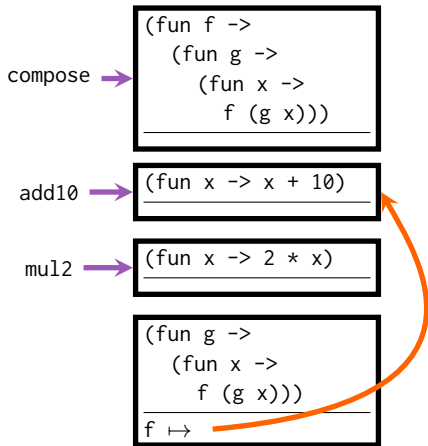 (fun f ->
(fun g ->
compose
(fun x ->
f (g x)))
add10
(fun x -> x + 10)
mul2
(fun x -> 2 * x)
(fun g ->
(fun x ->
f (g x)))
f ↦